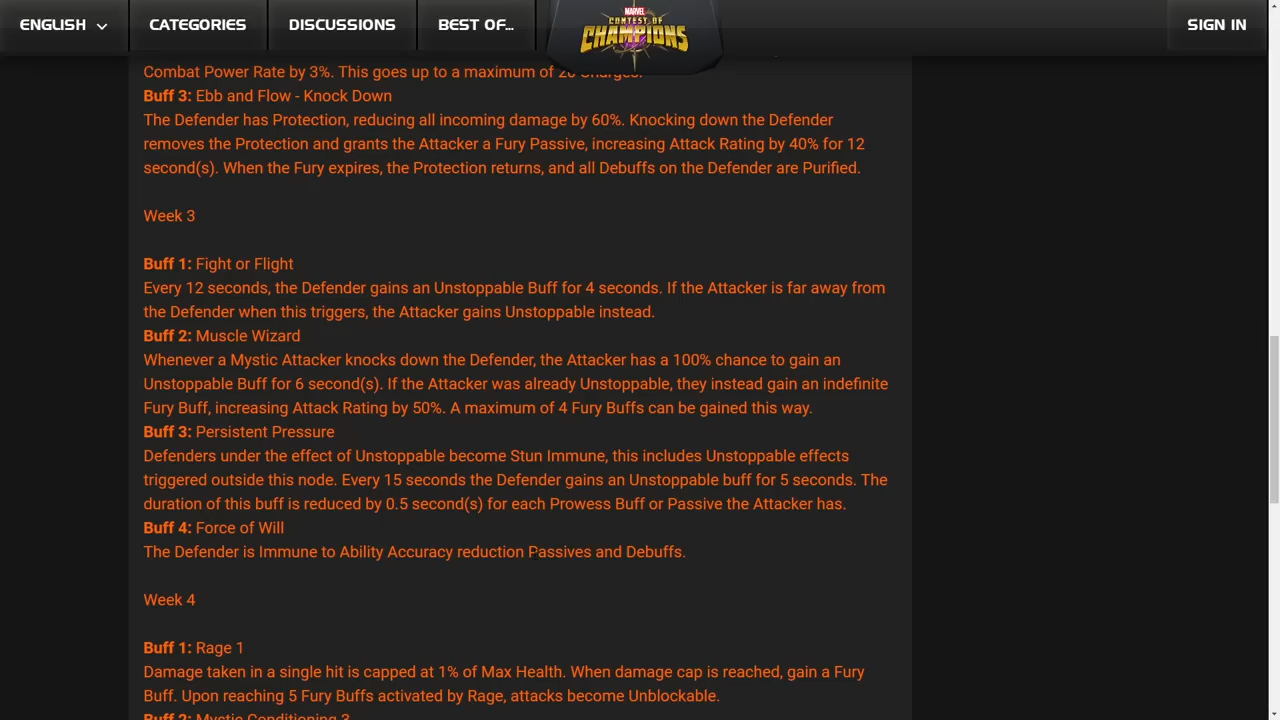 ENGLISH CATEGORIES DISCUSSIONS BEST OF... MARVEL CONTEST OF CHAMPIONS SIGN IN
Combat Power Rate by 3%. This goes up to a maximum of 20 Charges.
Buff 3: Ebb and Flow - Knock Down
The Defender has Protection, reducing all incoming damage by 60%. Knocking down the Defender
removes the Protection and grants the Attacker a Fury Passive, increasing Attack Rating by 40% for 12
second(s). When the Fury expires, the Protection returns, and all Debuffs on the Defender are Purified.
Week 3
Buff 1: Fight or Flight
Every 12 seconds, the Defender gains an Unstoppable Buff for 4 seconds. If the Attacker is far away from
the Defender when this triggers, the Attacker gains Unstoppable instead.
Buff 2: Muscle Wizard
Whenever a Mystic Attacker knocks down the Defender, the Attacker has a 100% chance to gain an
Unstoppable Buff for 6 second(s). If the Attacker was already Unstoppable, they instead gain an indefinite
Fury Buff, increasing Attack Rating by 50%. A maximum of 4 Fury Buffs can be gained this way.
Buff 3: Persistent Pressure
Defenders under the effect of Unstoppable become Stun Immune, this includes Unstoppable effects
triggered outside this node. Every 15 seconds the Defender gains an Unstoppable buff for 5 seconds. The
duration of this buff is reduced by 0.5 second(s) for each Prowess Buff or Passive the Attacker has.
Buff 4: Force of Will
The Defender is Immune to Ability Accuracy reduction Passives and Debuffs.
Week 4
Buff 1: Rage 1
Damage taken in a single hit is capped at 1% of Max Health. When damage cap is reached, gain a Fury
Buff. Upon reaching 5 Fury Buffs activated by Rage, attacks become Unblockable.
Buff 2: Mystic Conditioning 3